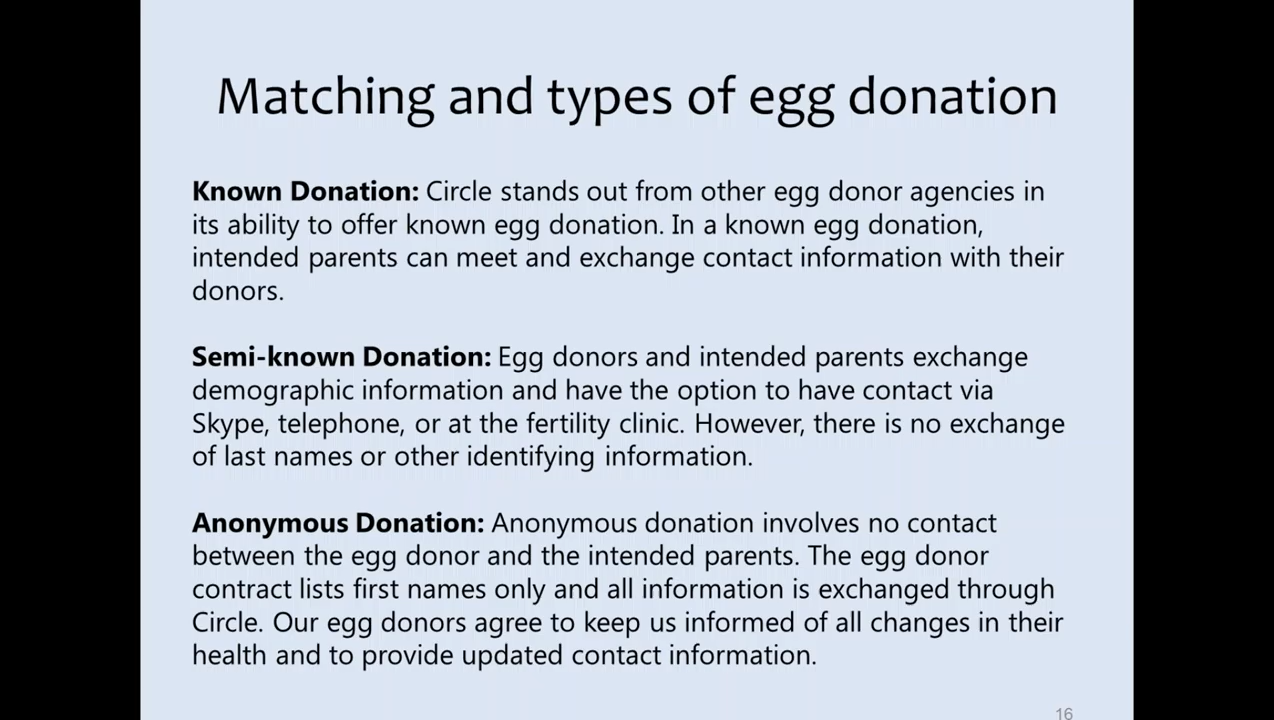 Matching and types of egg donation
Known Donation: Circle stands out from other egg donor agencies in
its ability to offer known egg donation. In a known egg donation,
intended parents can meet and exchange contact information with their
donors.
Semi-known Donation: Egg donors and intended parents exchange
demographic information and have the option to have contact via
Skype, telephone, or at the fertility clinic. However, there is no exchange
of last names or other identifying information.
Anonymous Donation: Anonymous donation involves no contact
between the egg donor and the intended parents. The egg donor
contract lists first names only and all information is exchanged through
Circle. Our egg donors agree to keep us informed of all changes in their
health and to provide updated contact information.
16